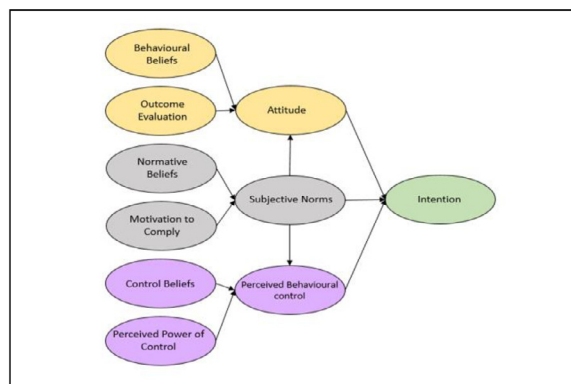 Behavioural
Beliefs
Outcome
Evaluation
Attitude
Normative
Beliefs
Subjective Norms
Intention
Motivation to
Comply
Control Beliefs
Perceived Behavioural
control
Perceived Power of
Control